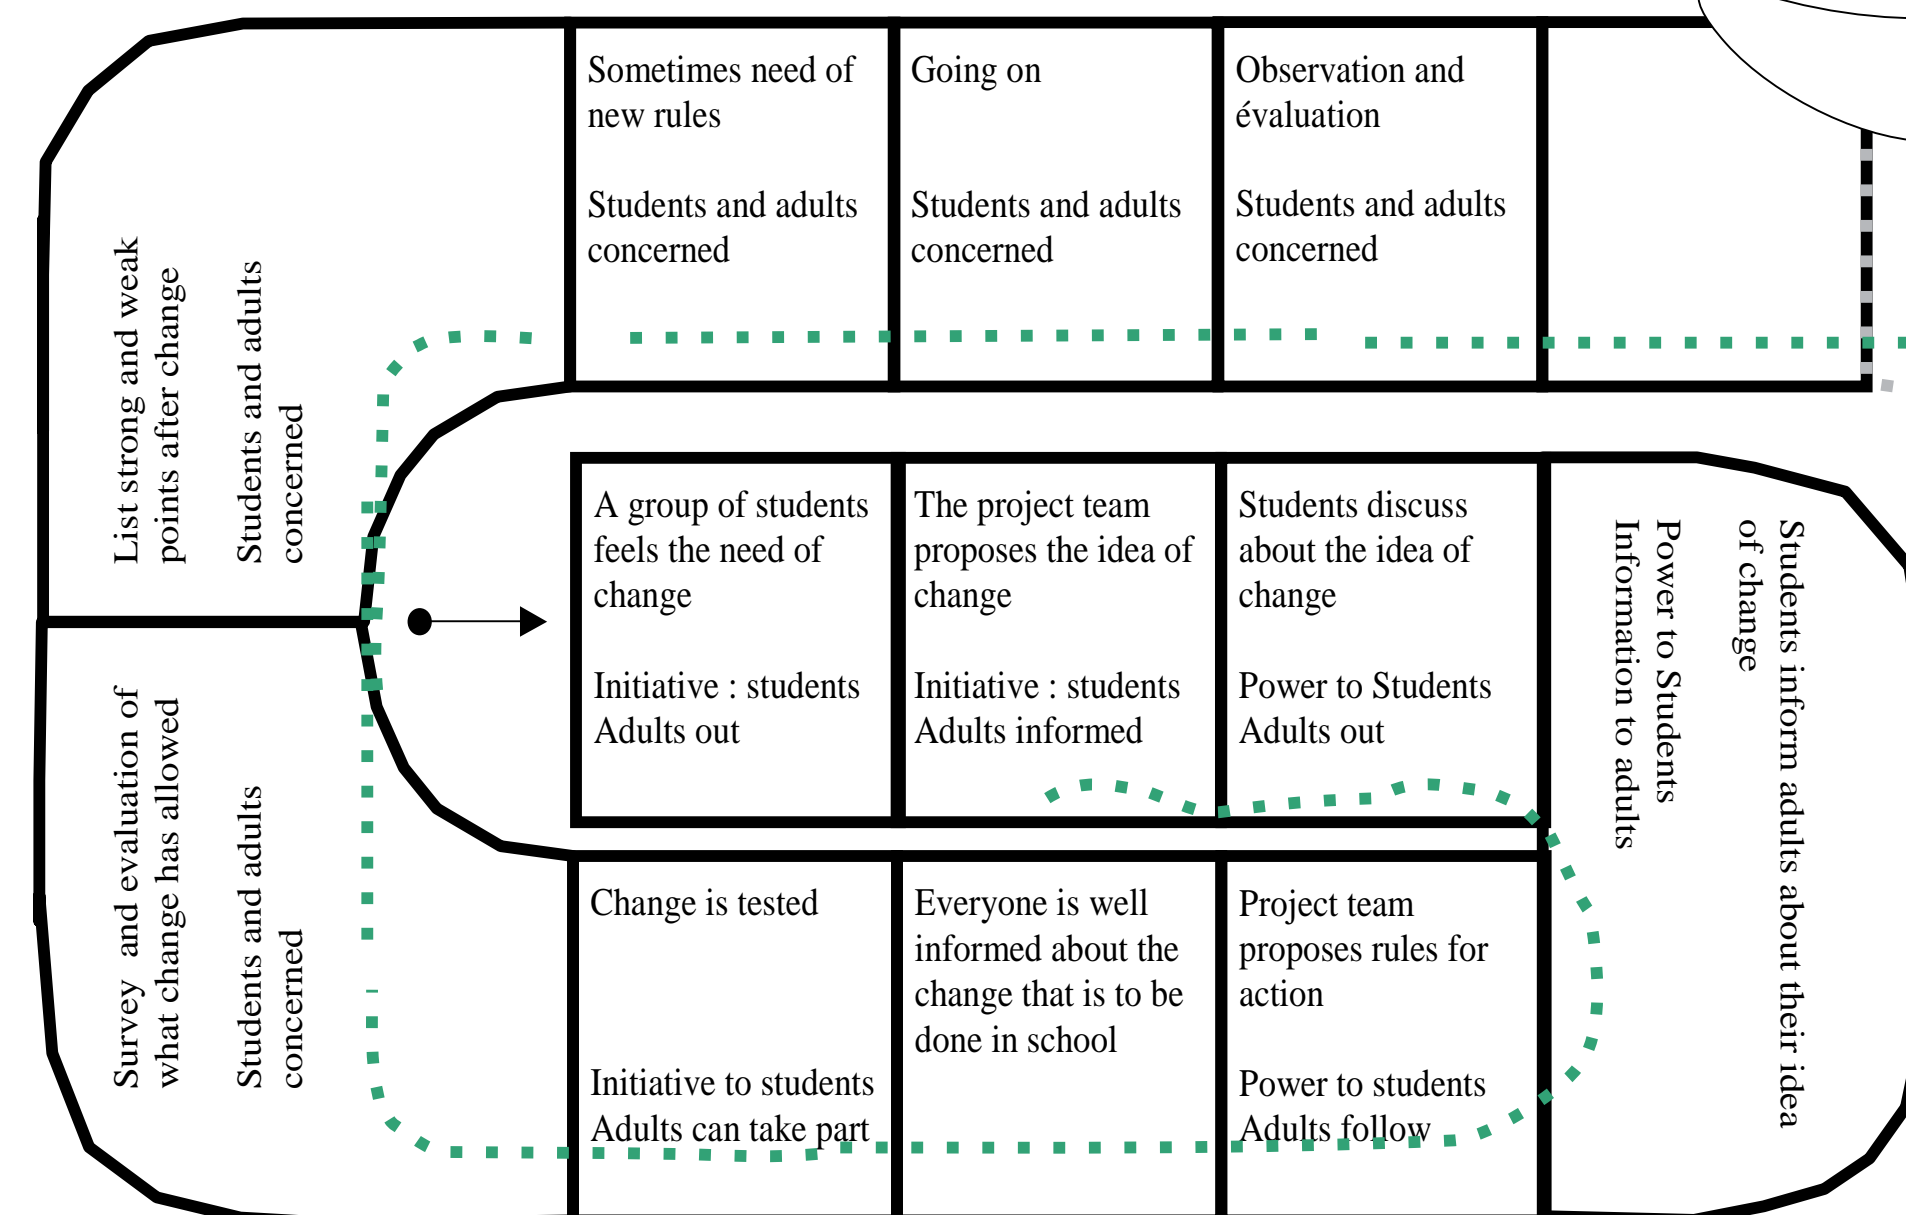 Sometimes need of
new rules
Students and adults
concerned
Going on
Students and adults
concerned
Observation and
évaluation
Students and adults
concerned
List strong and weak
points after change
Students and adults
concerned
A group of students
feels the need of
change
Initiative : students
Adults out
The project team
proposes the idea of
change
Initiative : students
Adults informed
Students discuss
about the idea of
change
Power to Students
Adults out
Students inform adults about their idea
of change
Power to Students
Information to adults
Survey and evaluation of
what change has allowed
Students and adults
concerned
Change is tested
Initiative to students
Adults can take part
Everyone is well
informed about the
change that is to be
done in school
Project team
proposes rules for
action
Power to students
Adults follow